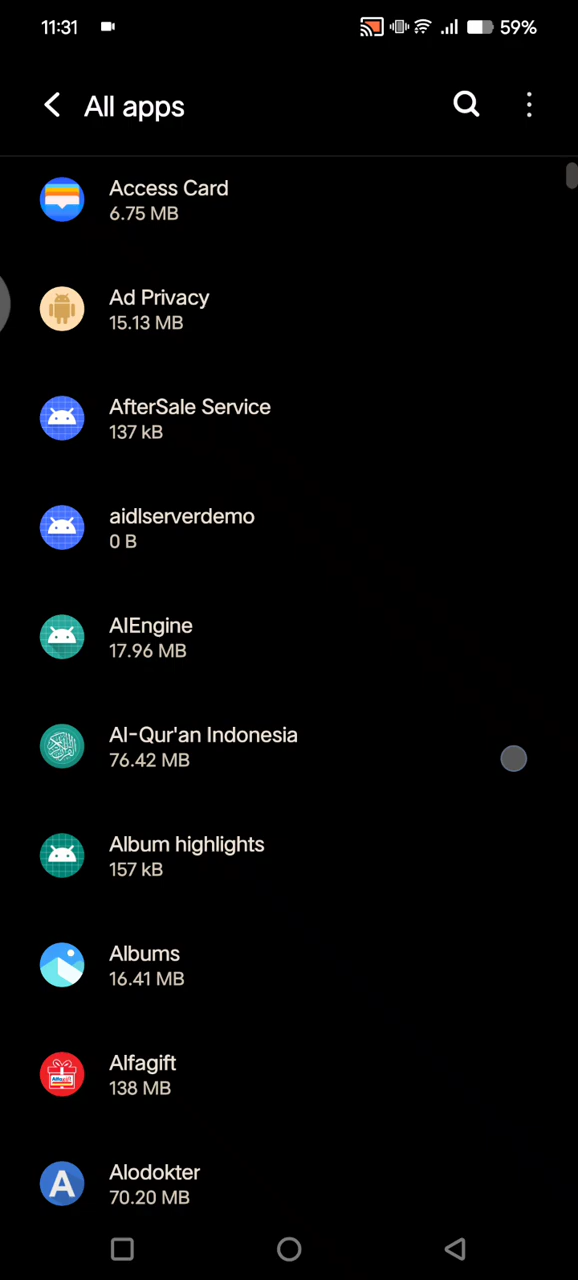 11:31
59%
All apps
Access Card
6.75 MB
Ad Privacy
15.13 MB
AfterSale Service
137 kB
aidlserverdemo
0 B
AIEngine
17.96 MB
Al-Qur'an Indonesia
76.42 MB
Album highlights
157 kB
Albums
16.41 MB
Alfagift
138 MB
A
Alodokter
70.20 MB